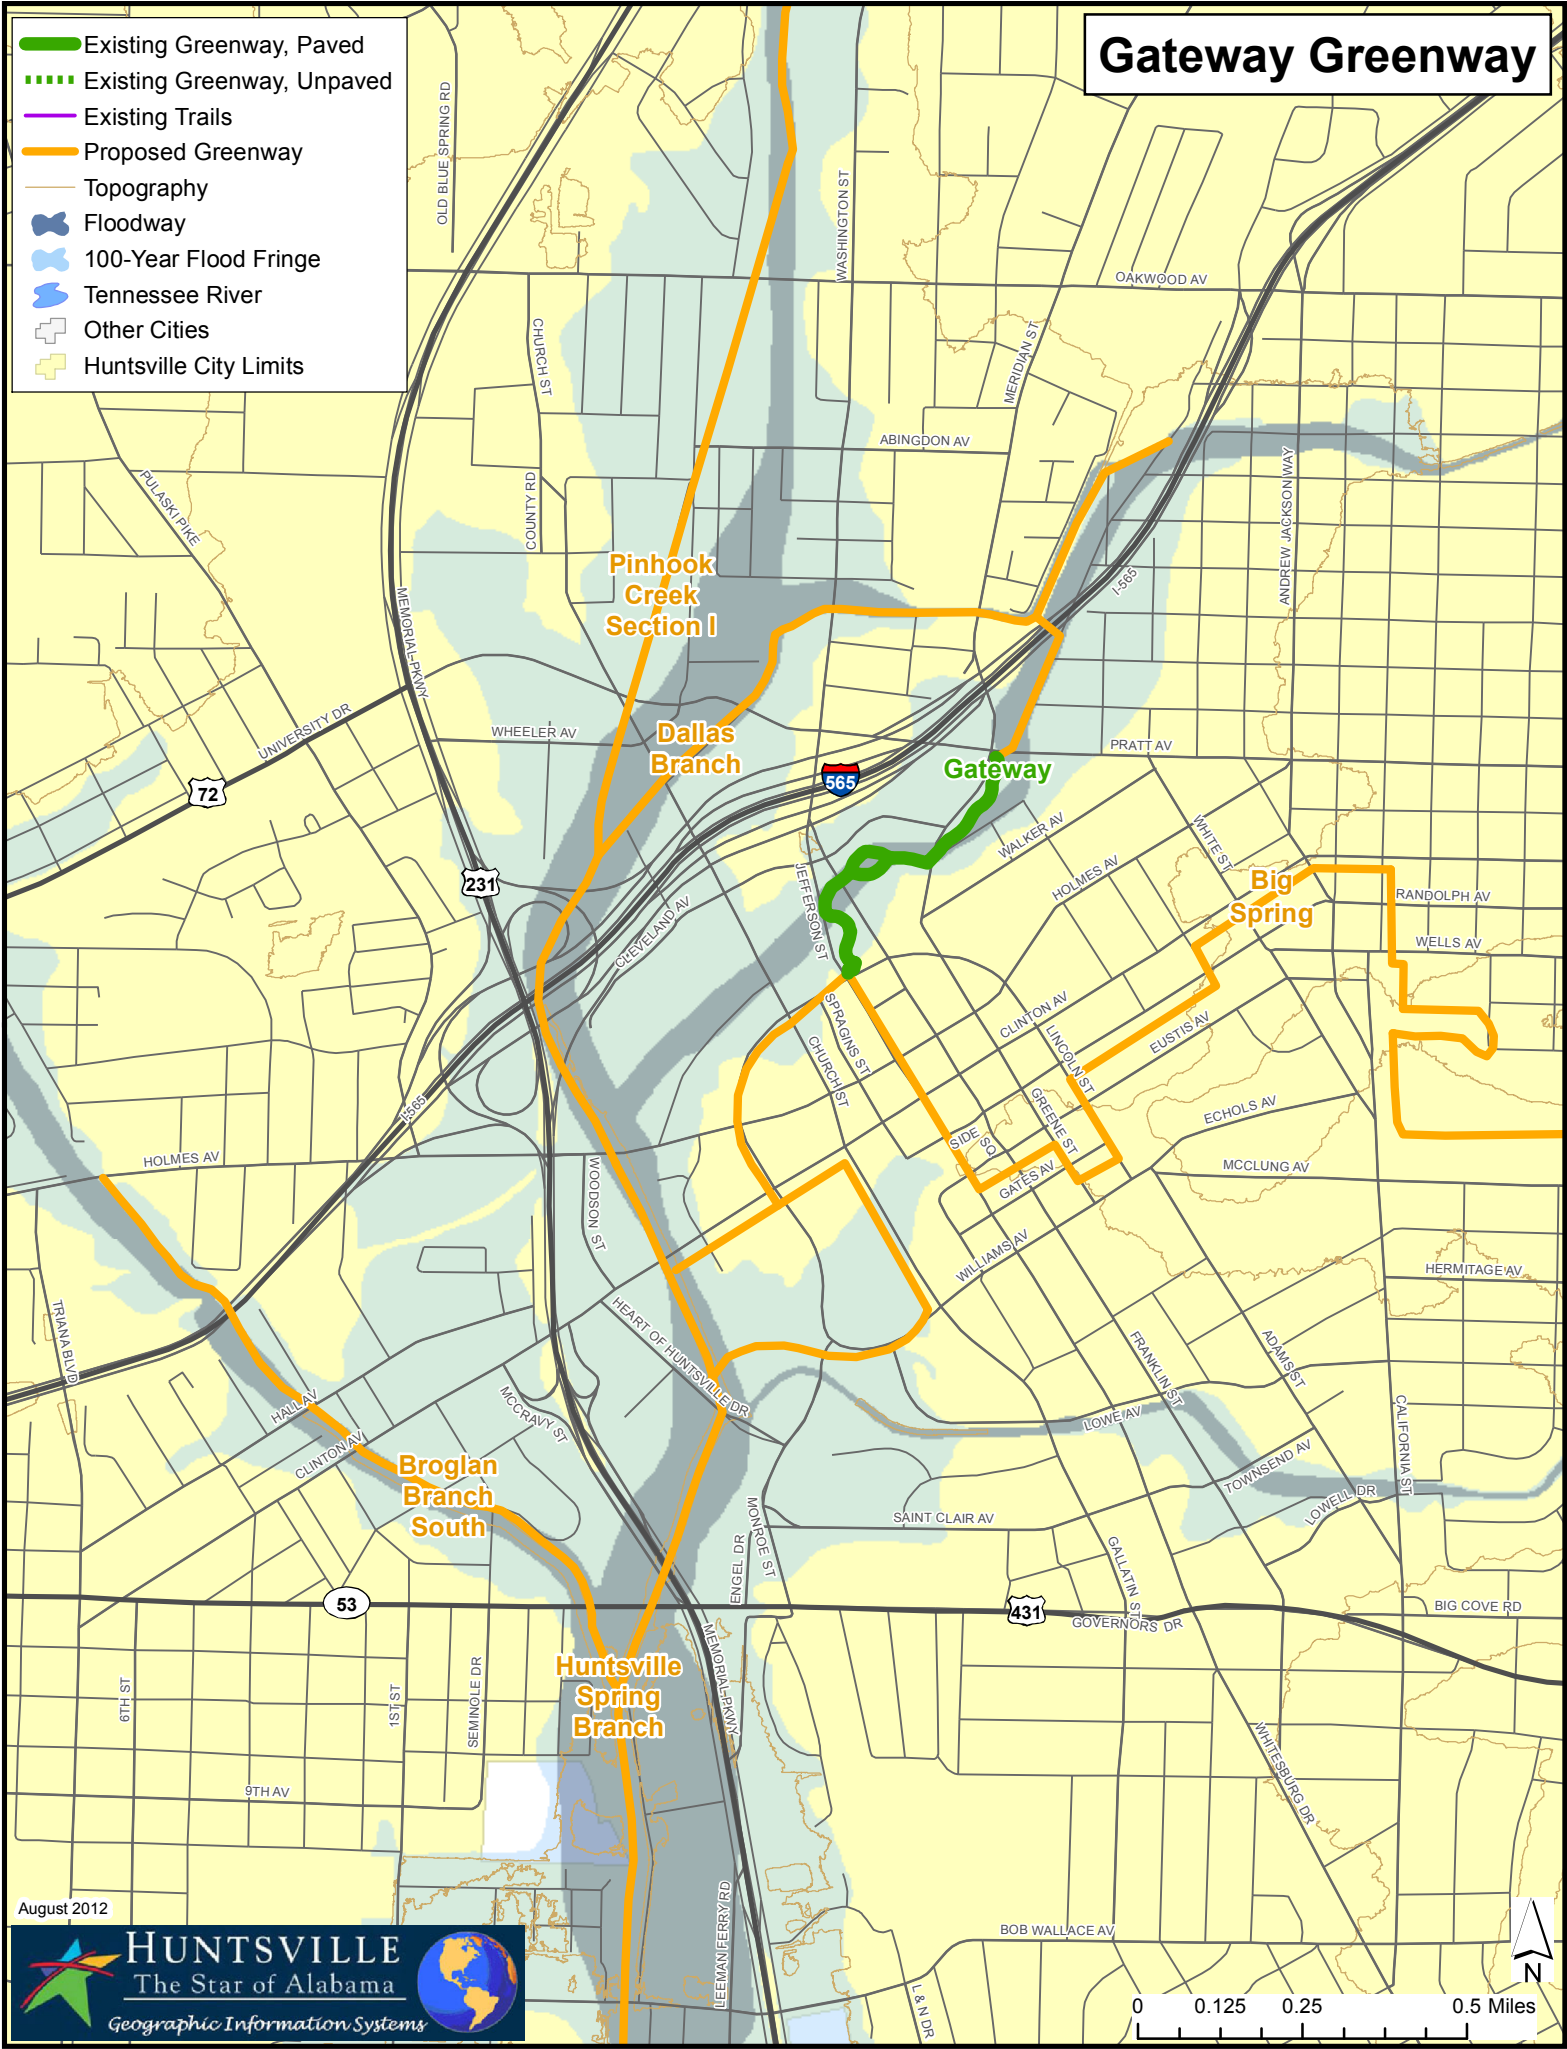 Gateway Greenway
Existing Greenway, Paved
Existing Greenway, Unpaved
Existing Trails
Proposed Greenway
Topography
Floodway
100-Year Flood Fringe
Tennessee River
Other Cities
Huntsville City Limits
OLD BLUE SPRING RD
WASHINGTON ST
OAKWOOD AV
CHURCH ST
MERIDIAN ST
ABINGDON AV
PULASKI PIKE
COUNTY RD
ANDREW JACKSON WAY
Pinhook
Creek
Section I
I-565
MEMORIAL PKWY
UNIVERSITY DR
WHEELER AV
Dallas
Branch
PRATT AV
Gateway
565
72
WALKER AV
WHITE ST
HOLMES AV
231
JEFFERSON ST
Big
Spring
RANDOLPH AV
CLEVELAND AV
WELLS AV
SPRAGINS ST
CLINTON AV
LINCOLN ST
EUSTIS AV
CHURCH ST
I-565
GREENE ST
ECHOLS AV
SIDE
SQ
HOLMES AV
GATES AV
MCCLUNG AV
WOODSON ST
WILLIAMS AV
HERMITAGE AV
TRIANA BLVD
HEART OF HUNTSVILLE DR
FRANKLIN ST
ADAMS ST
HALL AV
MCCRAVY ST
LOWE AV
CALIFORNIA ST
CLINTON AV
TOWNSEND AV
Broglan
Branch
South
LOWELL DR
MONROE ST
SAINT CLAIR AV
ENGEL DR
GALLATIN ST
53
431
GOVERNORS DR
BIG COVE RD
MEMORIAL PKWY
Huntsville
Spring
Branch
6TH ST
1ST ST
SEMINOLE DR
WHITESBURG DR
9TH AV
LEEMAN FERRY RD
BOB WALLACE AV
L & N DR
August 2012
HUNTSVILLE
The Star of Alabama
Geographic Information Systems
N
0 0.125 0.25 0.5 Miles